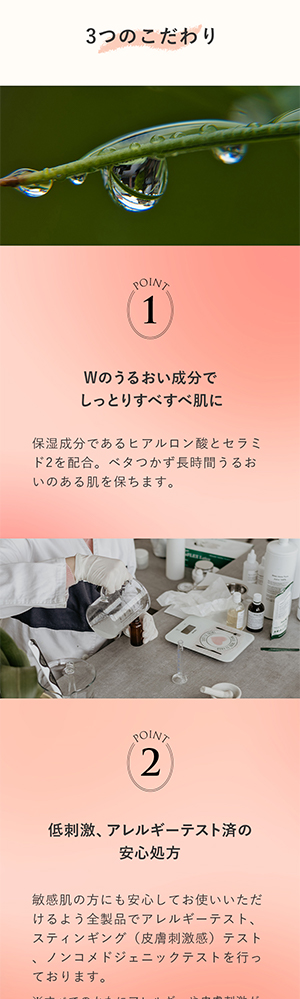 3つのこだわり
POINT
1
Wのうるおい成分で
しっとりすべすべ肌に
保湿成分であるヒアルロン酸とセラミ
ド2を配合。ベタつかず長時間うるお
いのある肌を保ちます。
POINT
2
低刺激、アレルギーテスト済の
安心処方
敏感肌の方にも安心してお使いいただ
けるよう全製品でアレルギーテスト、
スティンギング（皮膚刺激感）テスト
、ノンコメドジェニックテストを行っ
ております。